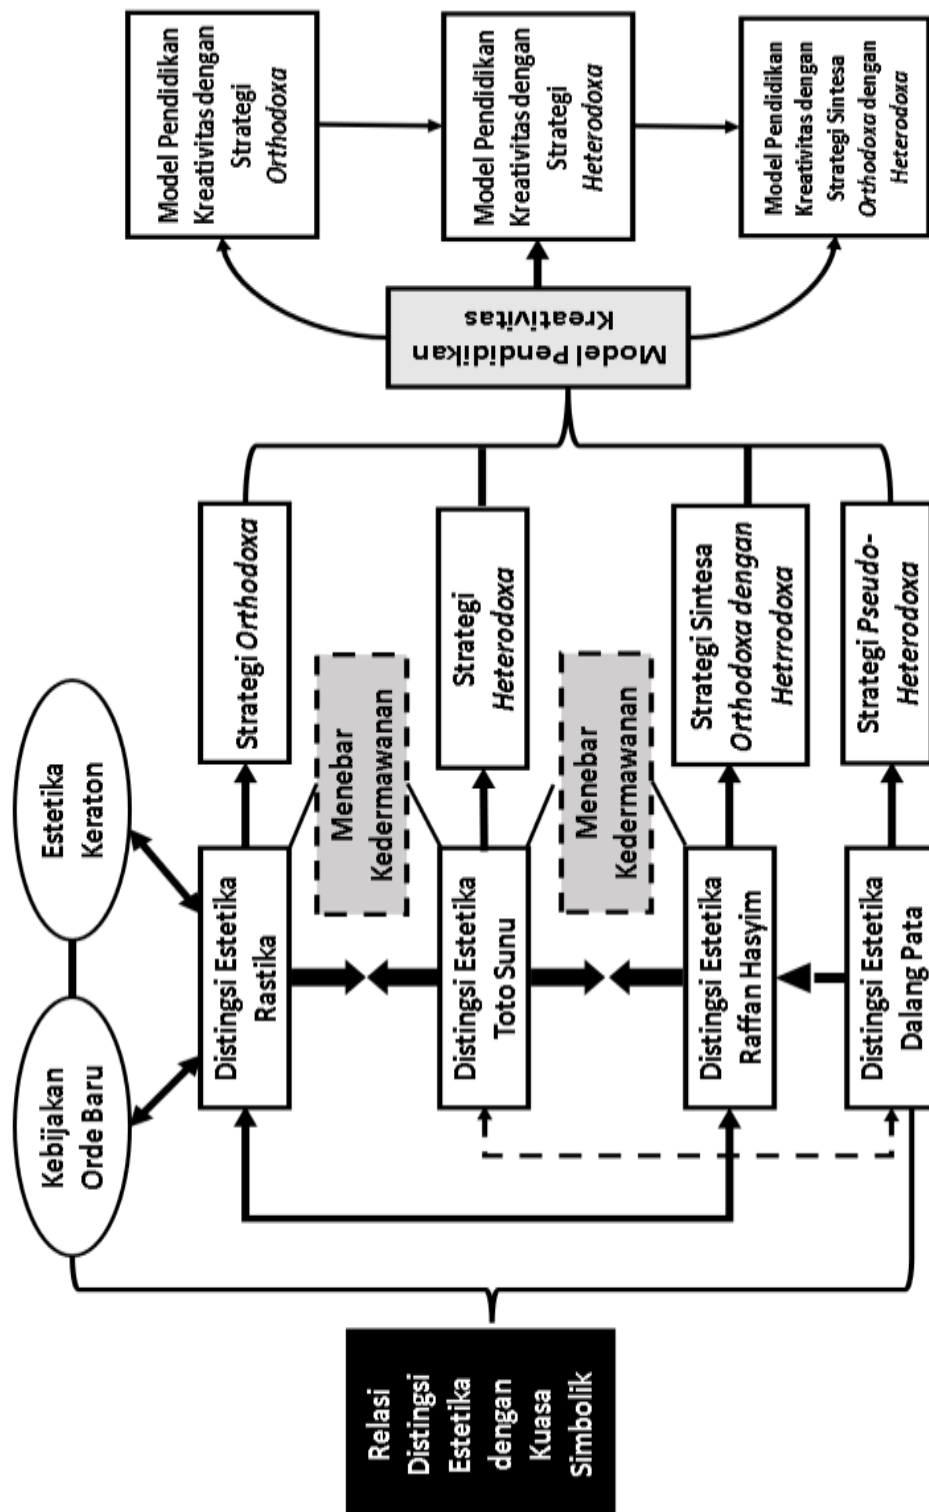 Relasi
Distingsi
Estetika
dengan
Kuasa
Simbolik
Kebijakan
Orde Baru
Estetika
Keraton
Distingsi Estetika
Rastika
Strategi Orthodoxa
Menebar
Kedermawanan
Distingsi Estetika
Toto Sunu
Strategi
Heterodoxa
Menebar
Kedermawanan
Distingsi Estetika
Raffan Hasyim
Strategi Sintesa
Orthodoxa dengan
Hetrrodoxa
Distingsi Estetika
Dalang Pata
Strategi Pseudo-
Heterodoxa
Model Pendidikan
Kreativitas
Model Pendidikan
Kreativitas dengan
Strategi
Orthodoxa
Model Pendidikan
Kreativitas dengan
Strategi
Heterodoxa
Model Pendidikan
Kreativitas dengan
Strategi Sintesa
Orthodoxa dengan
Heterodoxa